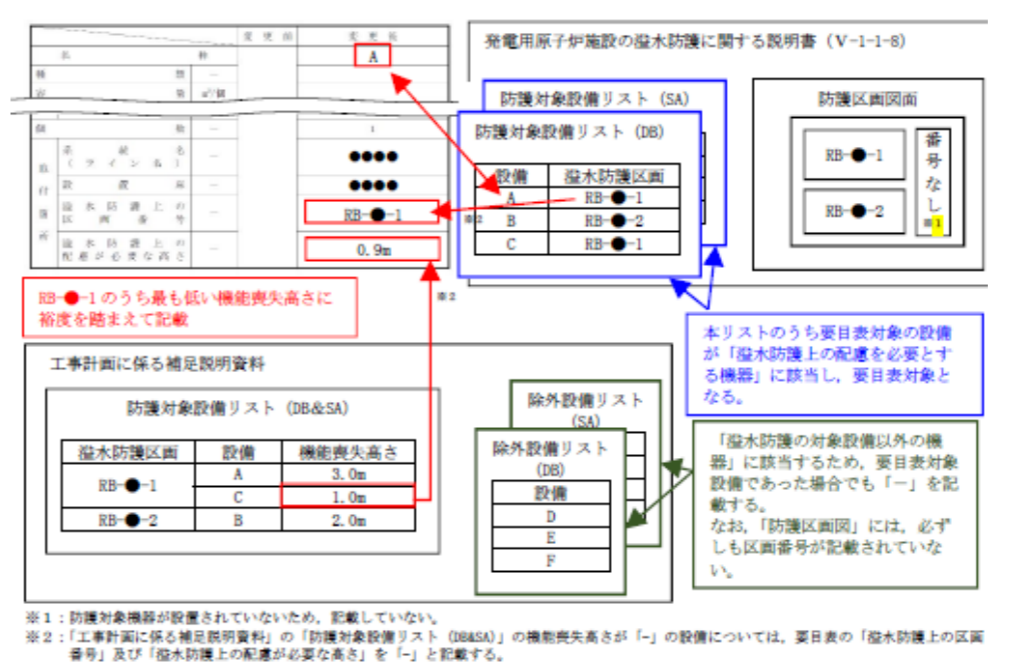 変更前 変更後
名 称 A
種 類 －
容 量 m³/個
個 数 － 1
取付箇所
系統名
（ライン名） － ●●●●
設置床 － ●●●●
溢水防護上の
区画番号 － RB-●-1
※2
溢水防護上の
配慮が必要な高さ － 0.9m
※2
RB-●-1のうち最も低い機能喪失高さに
裕度を踏まえて記載
発電用原子炉施設の溢水防護に関する説明書（Ⅴ-1-1-8）
防護対象設備リスト（SA）
防護対象設備リスト（DB）
設備 溢水防護区画
A RB-●-1
B RB-●-2
C RB-●-1
防護区画図面
RB-●-1
RB-●-2
番号なし※1
本リストのうち要目表対象の設備
が「溢水防護上の配慮を必要とす
る機器」に該当し，要目表対象と
なる。
工事計画に係る補足説明資料
防護対象設備リスト（DB＆SA）
溢水防護区画 設備 機能喪失高さ
RB-●-1 A 3.0m
C 1.0m
RB-●-2 B 2.0m
除外設備リスト
（SA）
除外設備リスト
（DB）
設備
D
E
F
「溢水防護の対象設備以外の機
器」に該当するため，要目表対象
設備であった場合でも「－」を記
載する。
なお，「防護区画図」には，必ず
しも区画番号が記載されていな
い。
※１：防護対象機器が設置されていないため，記載していない。
※２：「工事計画に係る補足説明資料」の「防護対象設備リスト（DB&SA）」の機能喪失高さが「-」の設備については，要目表の「溢水防護上の区画
番号」及び「溢水防護上の配慮が必要な高さ」を「-」と記載する。